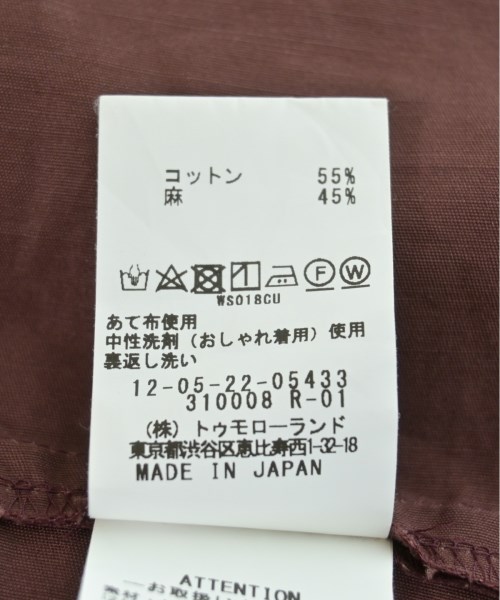 コットン 55%
麻 45%
F W
WS018CU
あて布使用
中性洗剤（おしゃれ着用）使用
裏返し洗い
12-05-22-05433
310008 R-01
（株）トゥモローランド
東京都渋谷区恵比寿西1-32-18
MADE IN JAPAN
ATTENTION